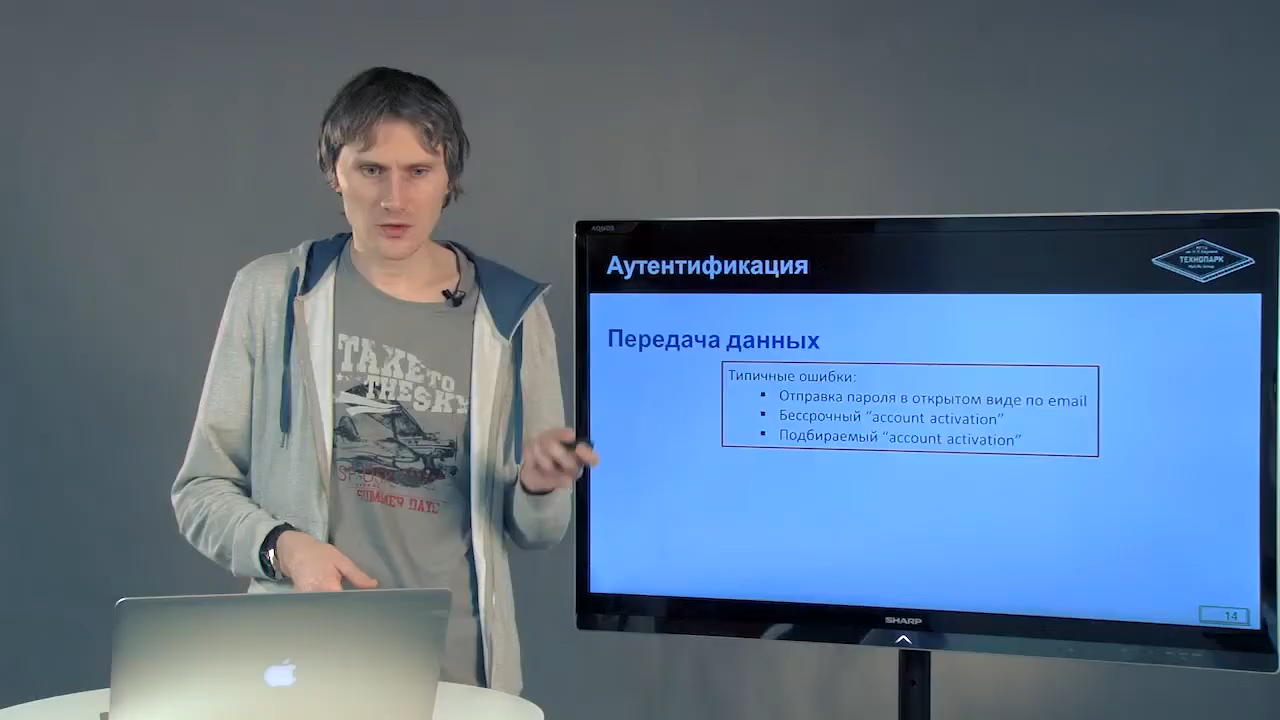 TAKE TO
THE SKY
SUMMER DAYS
AQUOS
Аутентификация
ТЕХНОПАРК
Передача данных
Типичные ошибки:
▪ Отправка пароля в открытом виде по email
▪ Бессрочный “account activation”
▪ Подбираемый “account activation”
14
SHARP